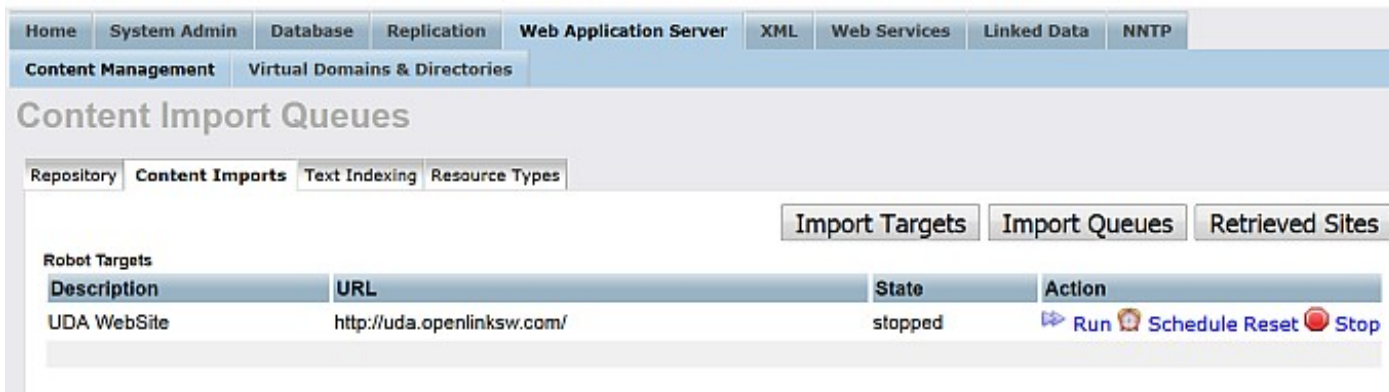 Home System Admin Database Replication Web Application Server XML Web Services Linked Data NNTP
Content Management Virtual Domains & Directories
Content Import Queues
Repository Content Imports Text Indexing Resource Types
Import Targets Import Queues Retrieved Sites
Robot Targets
Description URL State Action
UDA WebSite http://uda.openlinksw.com/ stopped Run Schedule Reset Stop